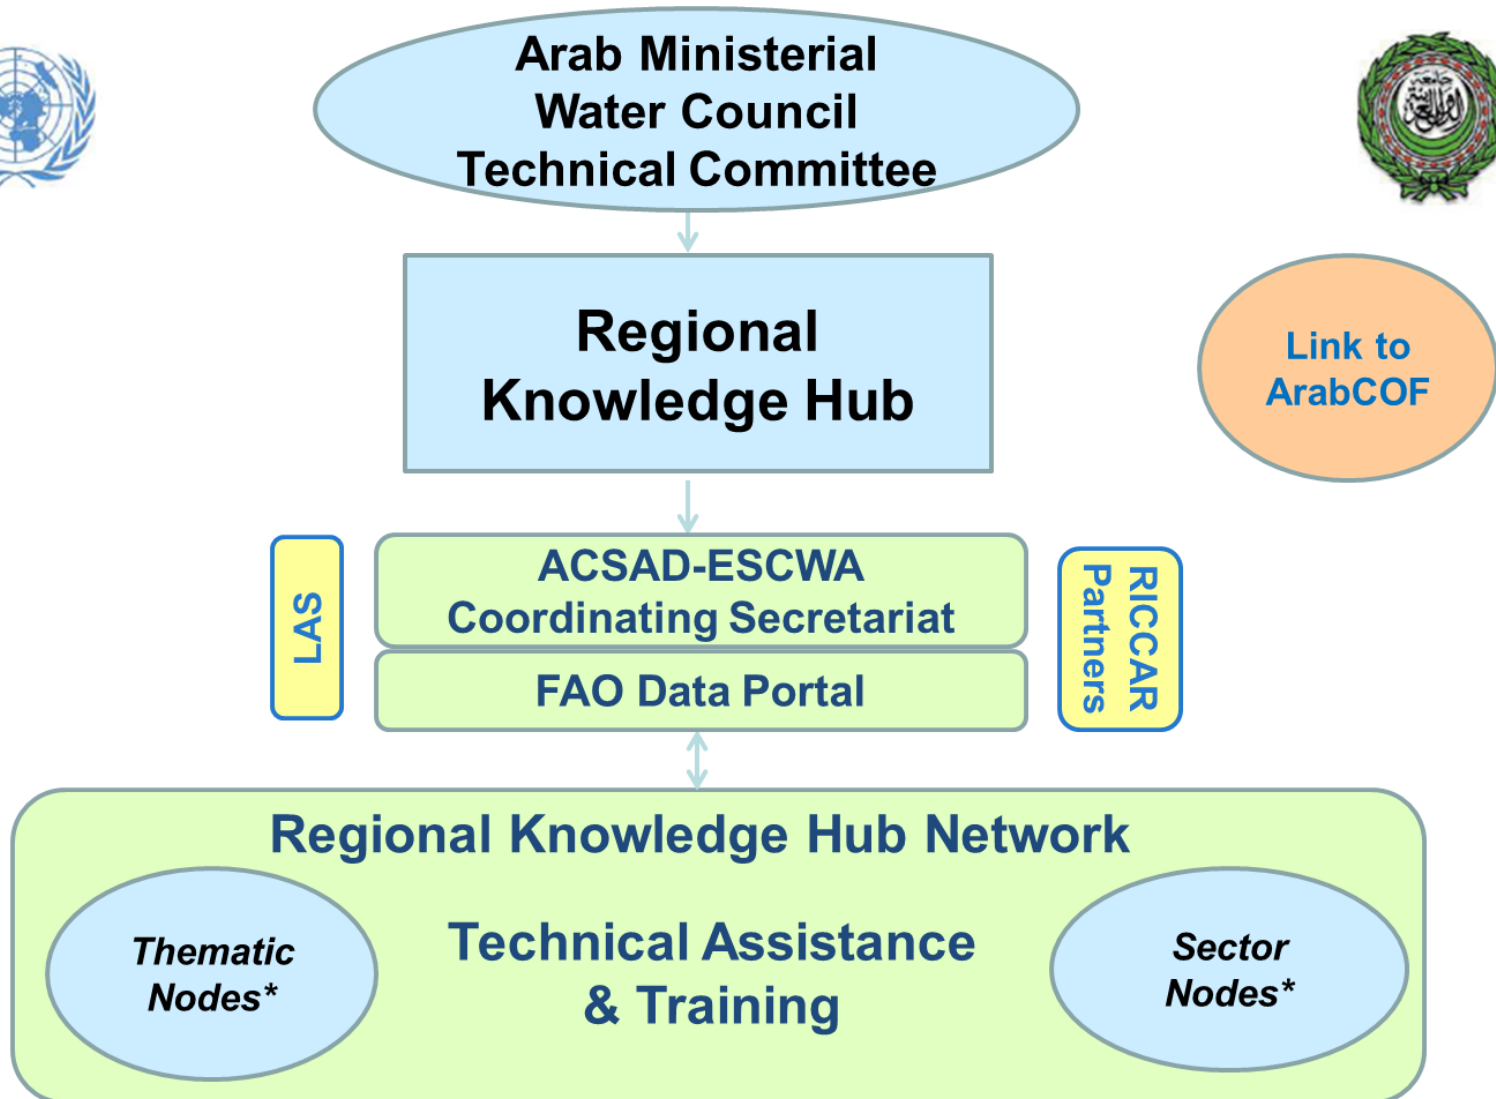 Arab Ministerial
Water Council
Technical Committee
Regional
Knowledge Hub
Link to
ArabCOF
LAS
ACSAD-ESCWA
Coordinating Secretariat
FAO Data Portal
RICCAR
Partners
Regional Knowledge Hub Network
Thematic
Nodes*
Technical Assistance
& Training
Sector
Nodes*